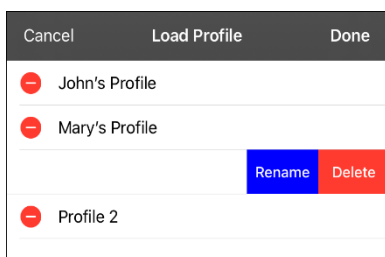 Cancel Load Profile Done
John's Profile
Mary's Profile
Rename Delete
Profile 2